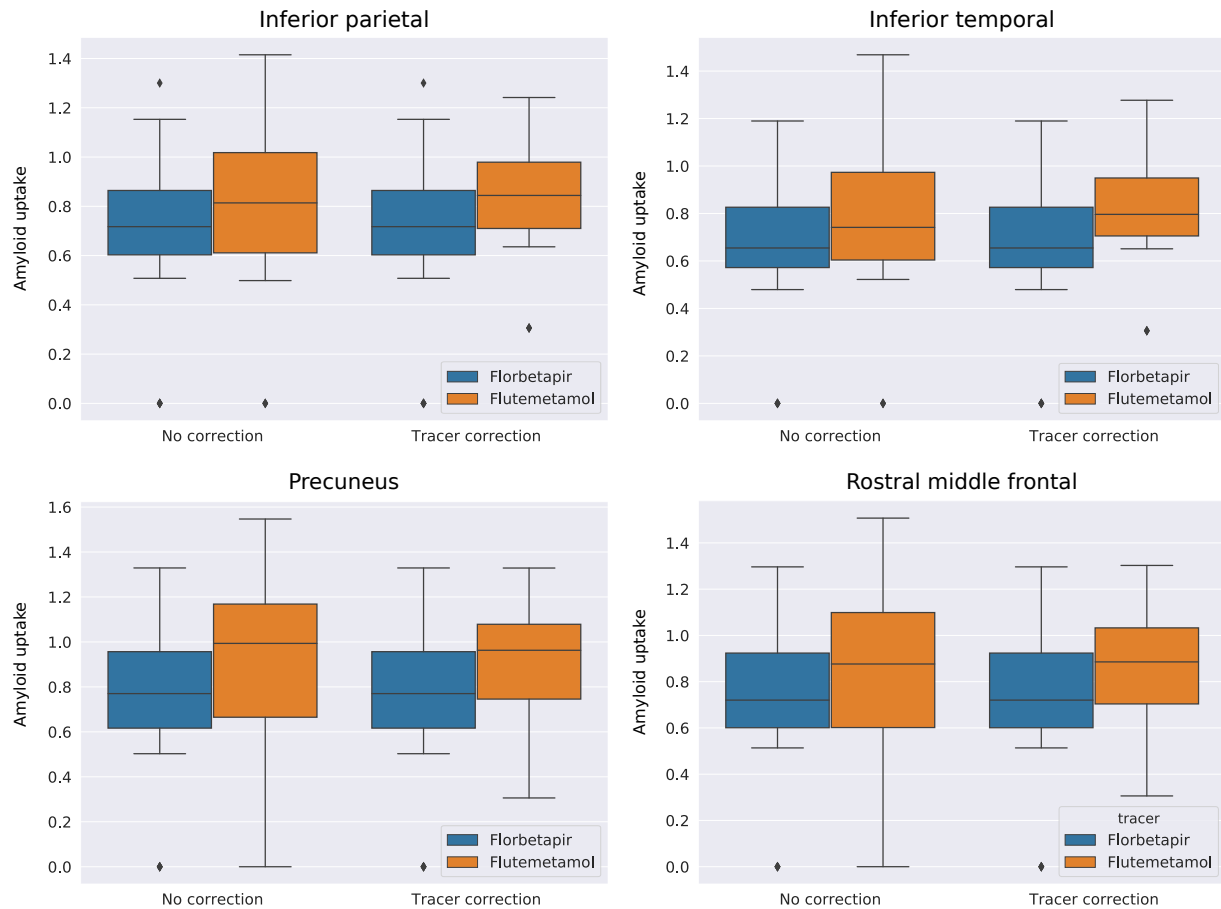 Inferior parietal
Amyloid uptake
1.4
1.2
1.0
0.8
0.6
0.4
0.2
0.0
Florbetapir
Flutemetamol
No correction
Tracer correction
Inferior temporal
Amyloid uptake
1.4
1.2
1.0
0.8
0.6
0.4
0.2
0.0
Florbetapir
Flutemetamol
No correction
Tracer correction
Precuneus
Amyloid uptake
1.6
1.4
1.2
1.0
0.8
0.6
0.4
0.2
0.0
Florbetapir
Flutemetamol
No correction
Tracer correction
Rostral middle frontal
Amyloid uptake
1.4
1.2
1.0
0.8
0.6
0.4
0.2
0.0
tracer
Florbetapir
Flutemetamol
No correction
Tracer correction